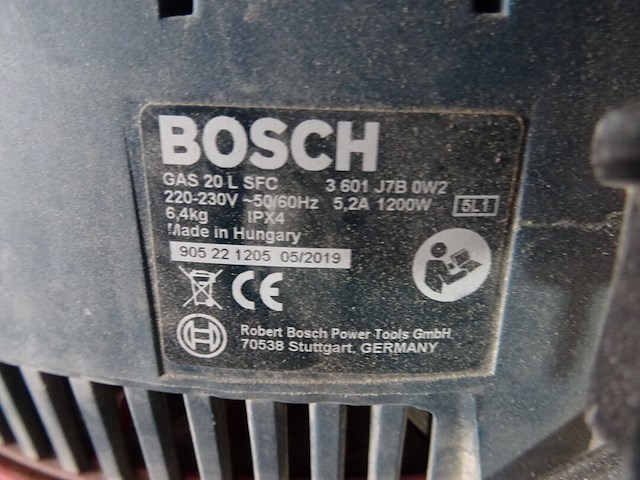 BOSCH
GAS 20 L SFC 3 601 J7B 0W2
220-230V ~50/60Hz 5,2A 1200W 5L1
6,4kg IPX4
Made in Hungary
905 22 1205 05/2019
CE
Robert Bosch Power Tools GmbH
70538 Stuttgart. GERMANY